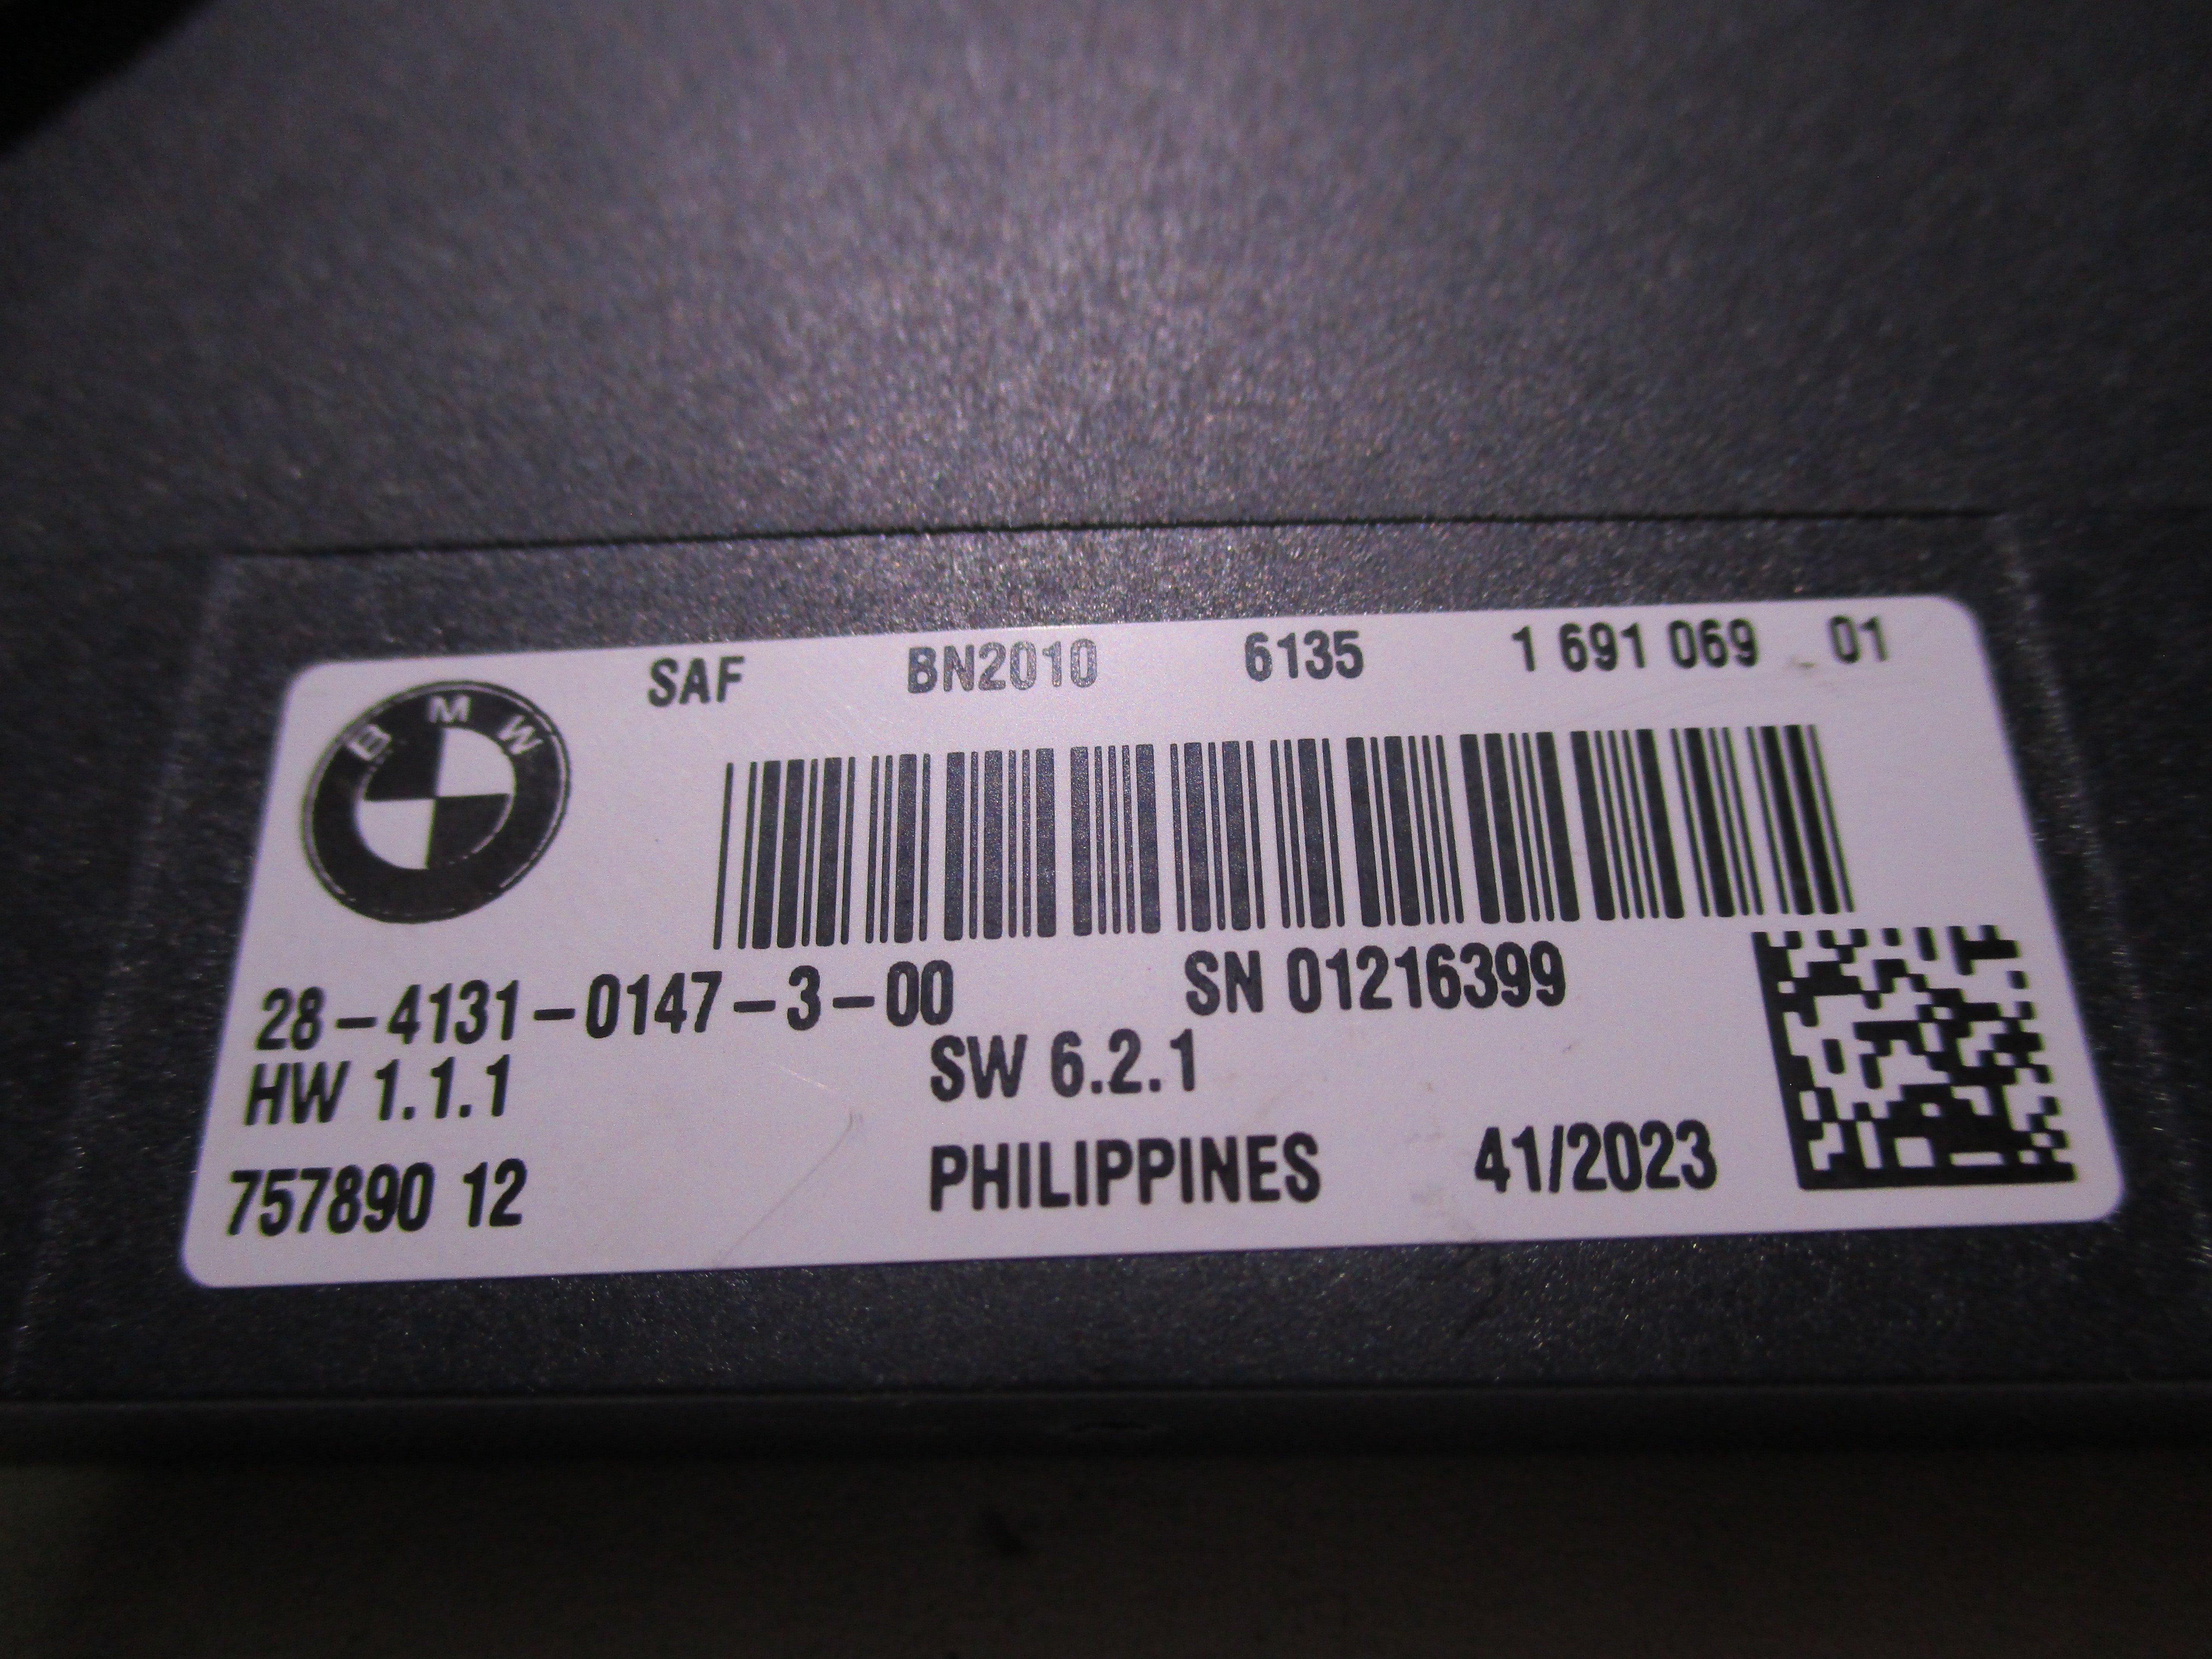 BMW
SAF BN2010 6135 1 691 069 01
28-4131-0147-3-00 SN 01216399
HW 1.1.1 SW 6.2.1
757890 12 PHILIPPINES 41/2023